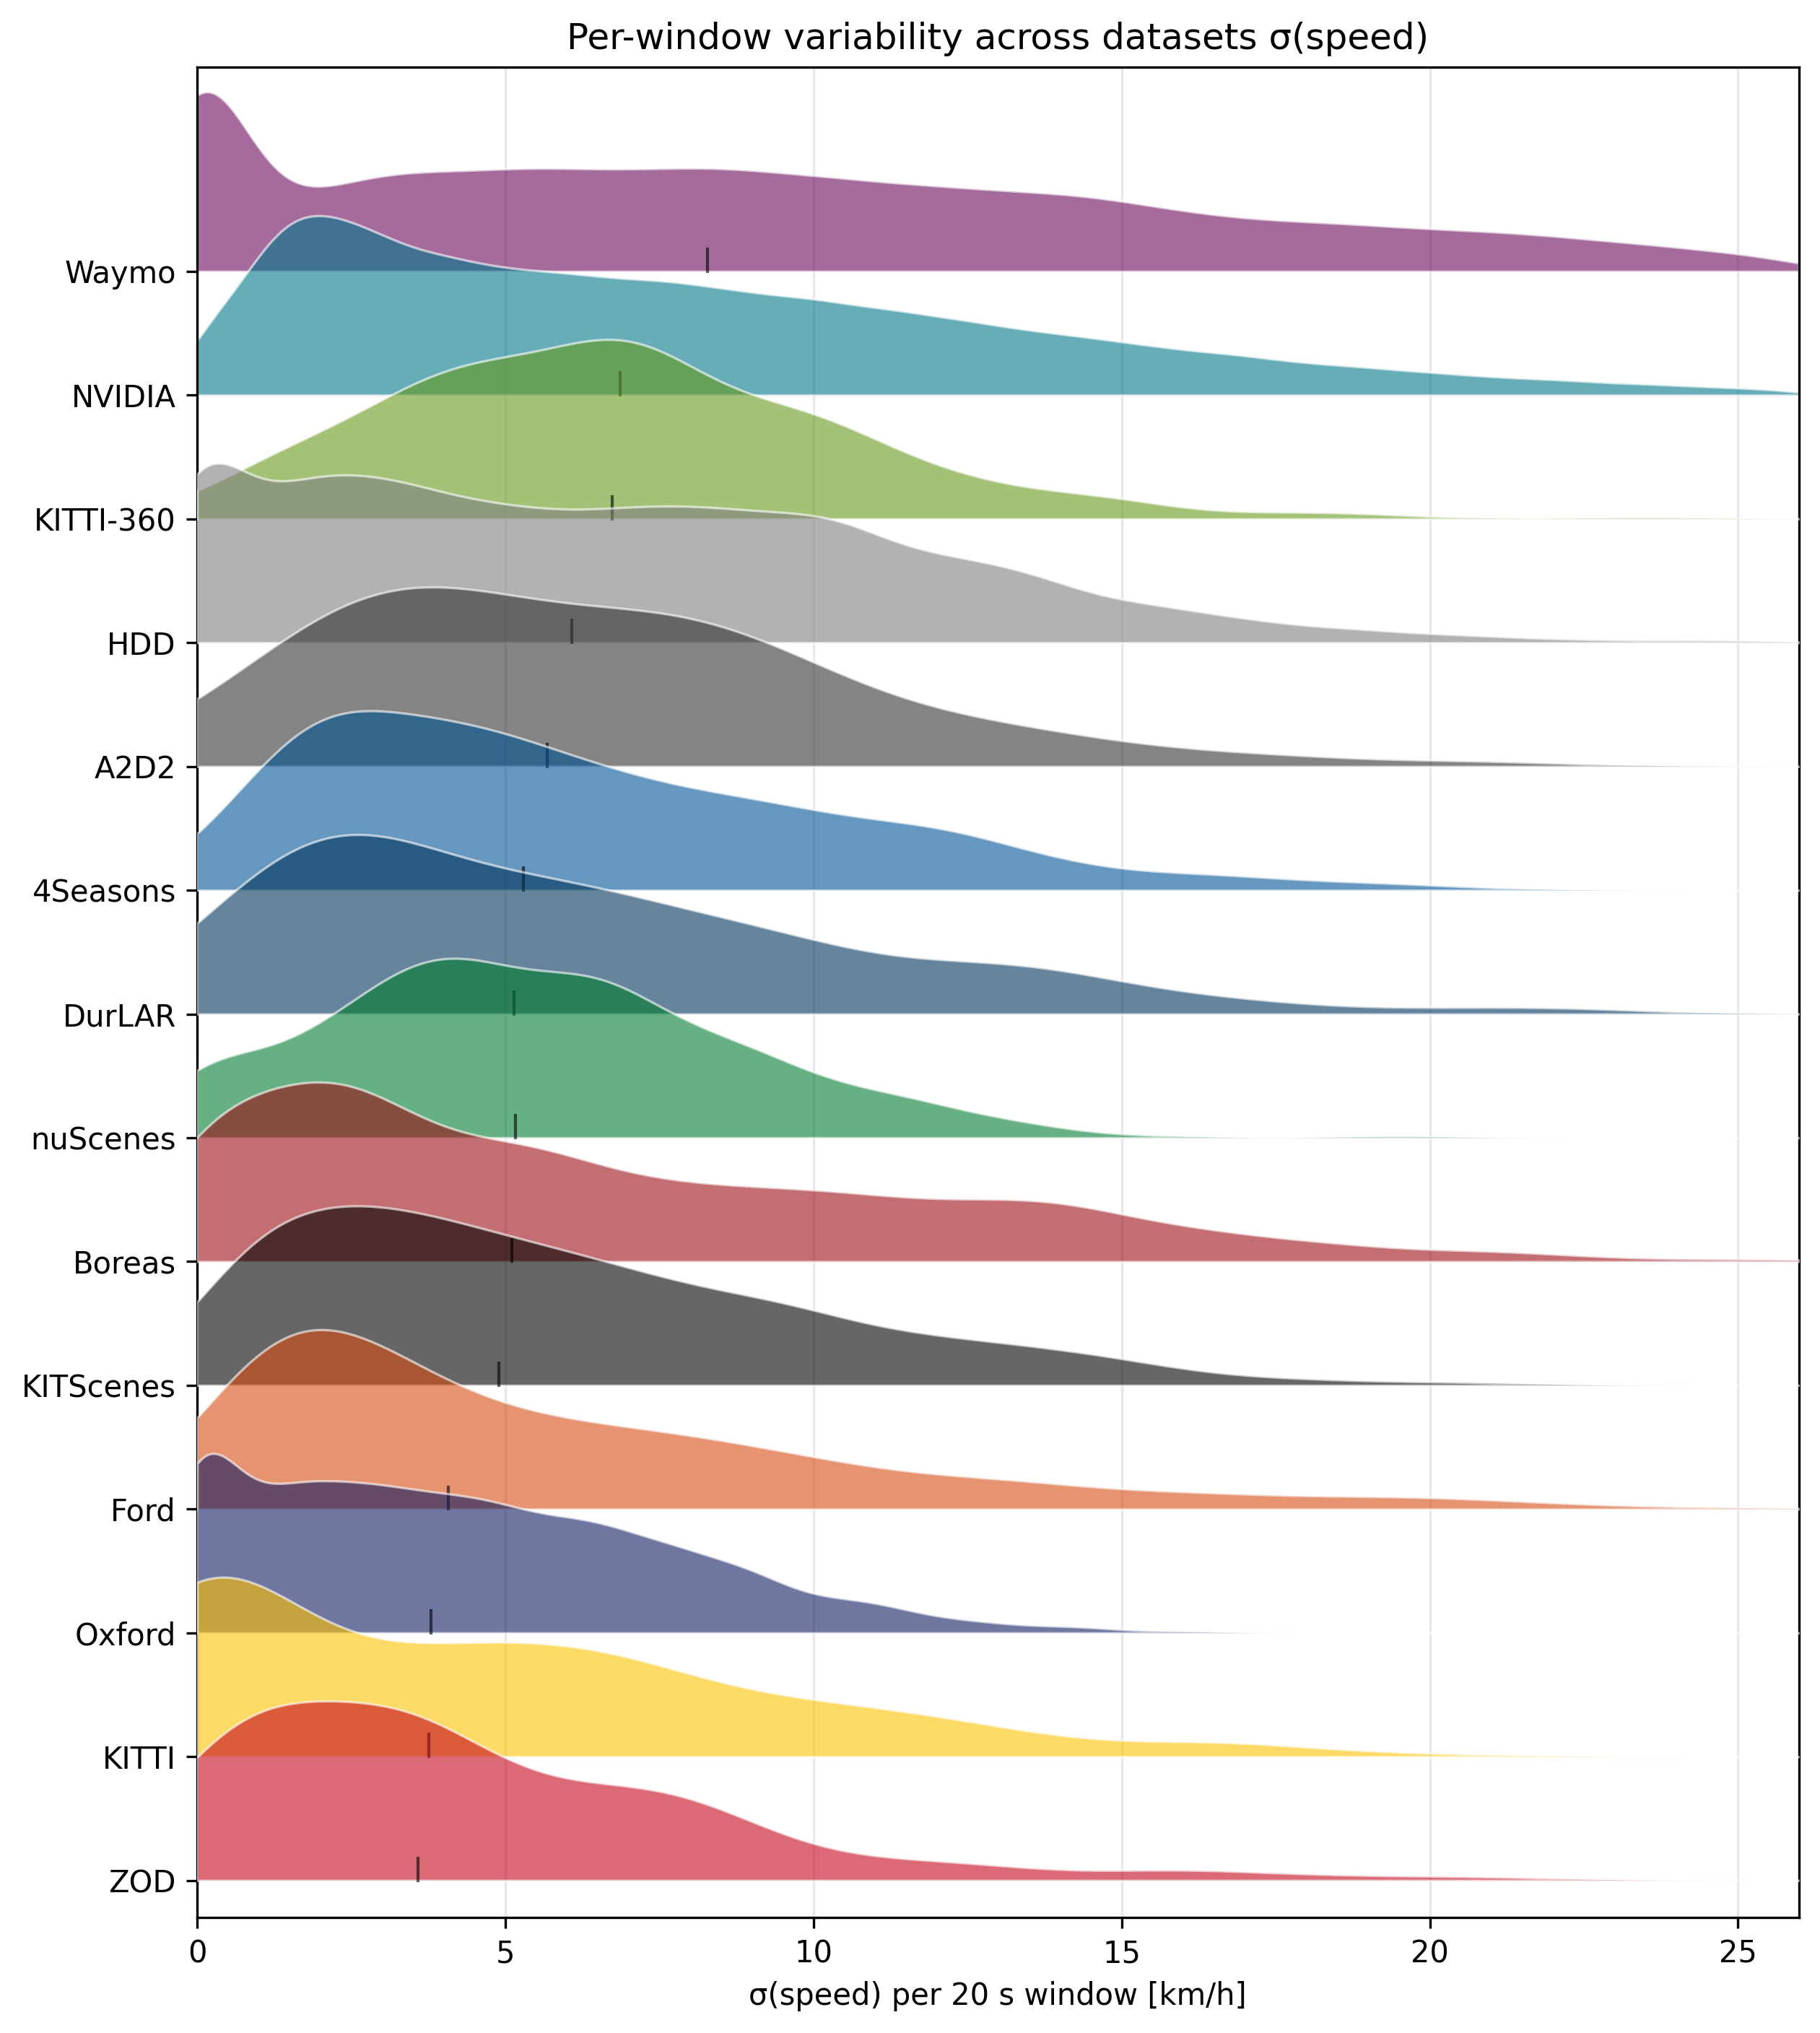 Per-window variability across datasets σ(speed)
Waymo
NVIDIA
KITTI-360
HDD
A2D2
4Seasons
DurLAR
nuScenes
Boreas
KITScenes
Ford
Oxford
KITTI
ZOD
0 5 10 15 20 25
σ(speed) per 20 s window [km/h]